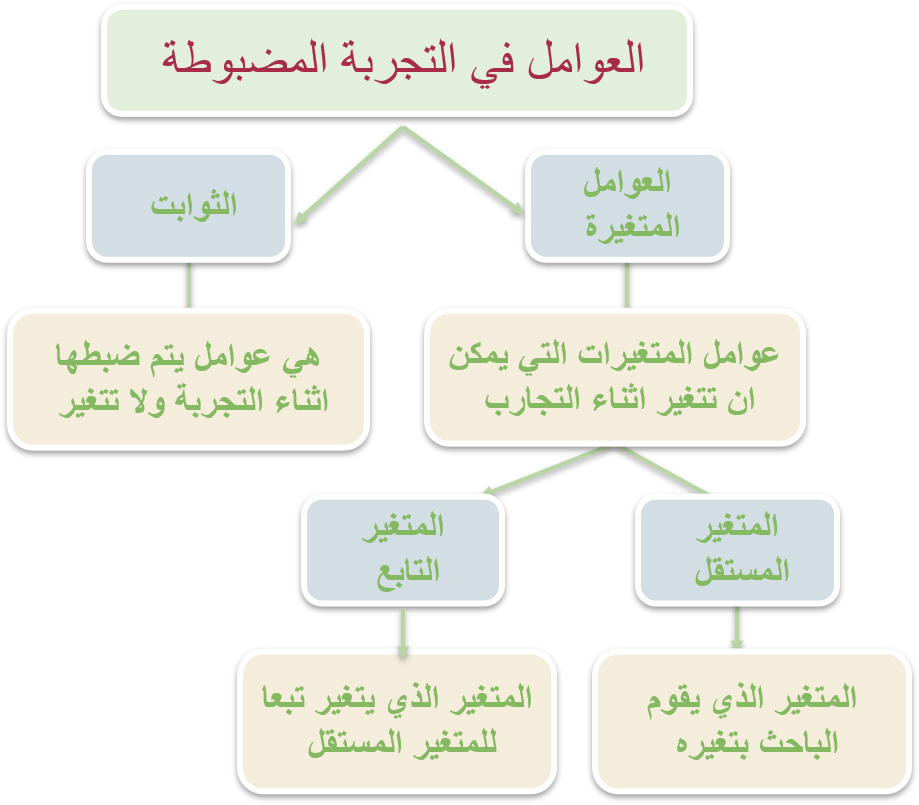 العوامل في التجربة المضبوطة
العوامل
المتغيرة
الثوابت
عوامل المتغيرات التي يمكن
ان تتغير اثناء التجارب
هي عوامل يتم ضبطها
اثناء التجربة ولا تتغير
المتغير
المستقل
المتغير
التابع
المتغير الذي يقوم
الباحث بتغيره
المتغير الذي يتغير تبعا
للمتغير المستقل